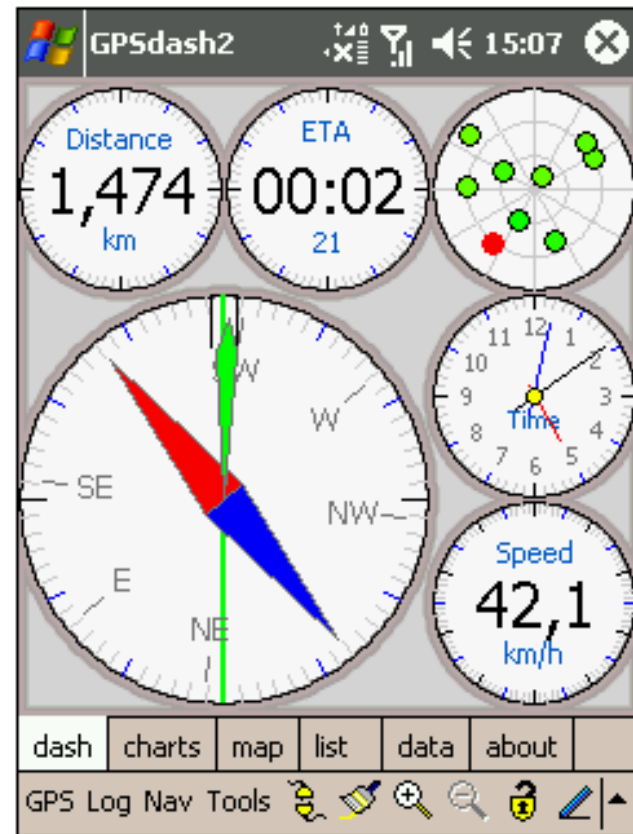 GPSdash2 15:07
Distance
1,474
km
ETA
00:02
21
SW
W
NW
SE
E
NE
12
11
1
10
2
9
3
8
4
7
5
6
Time
Speed
42,1
km/h
dash charts map list data about
GPS Log Nav Tools